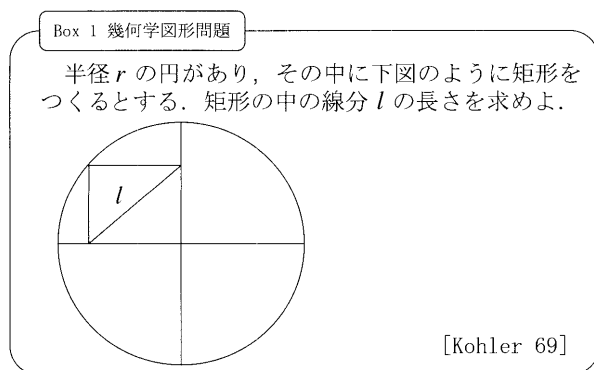 Box 1 幾何学図形問題
半径 r の円があり，その中に下図のように矩形を
つくるとする．矩形の中の線分 l の長さを求めよ．
l
[Kohler 69]